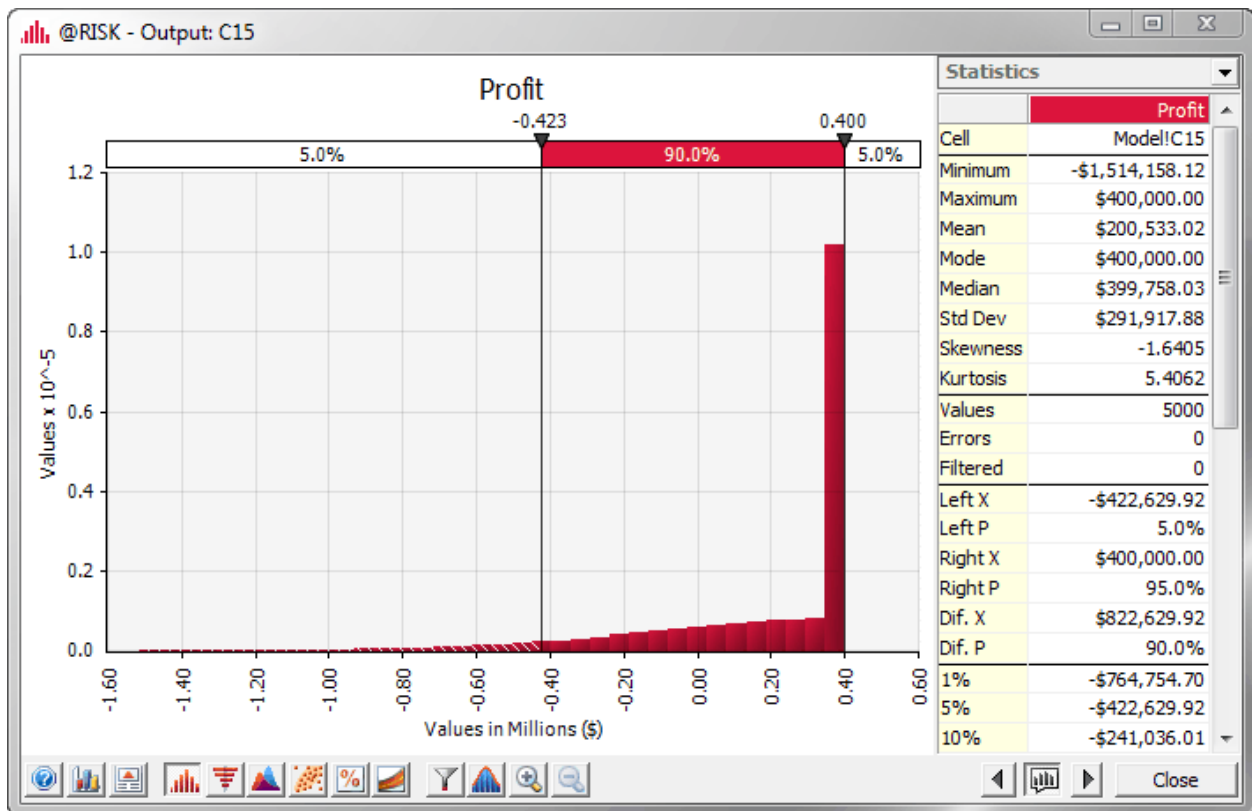 @RISK - Output: C15
Profit
-0.423 0.400
5.0% 90.0% 5.0%
1.2
1.0
0.8
0.6
0.4
0.2
0.0
Values x 10^-5
-1.60 -1.40 -1.20 -1.00 -0.80 -0.60 -0.40 -0.20 0.00 0.20 0.40 0.60
Values in Millions ($)
Statistics
Profit
Cell Model!C15
Minimum -$1,514,158.12
Maximum $400,000.00
Mean $200,533.02
Mode $400,000.00
Median $399,758.03
Std Dev $291,917.88
Skewness -1.6405
Kurtosis 5.4062
Values 5000
Errors 0
Filtered 0
Left X -$422,629.92
Left P 5.0%
Right X $400,000.00
Right P 95.0%
Dif. X $822,629.92
Dif. P 90.0%
1% -$764,754.70
5% -$422,629.92
10% -$241,036.01
Close